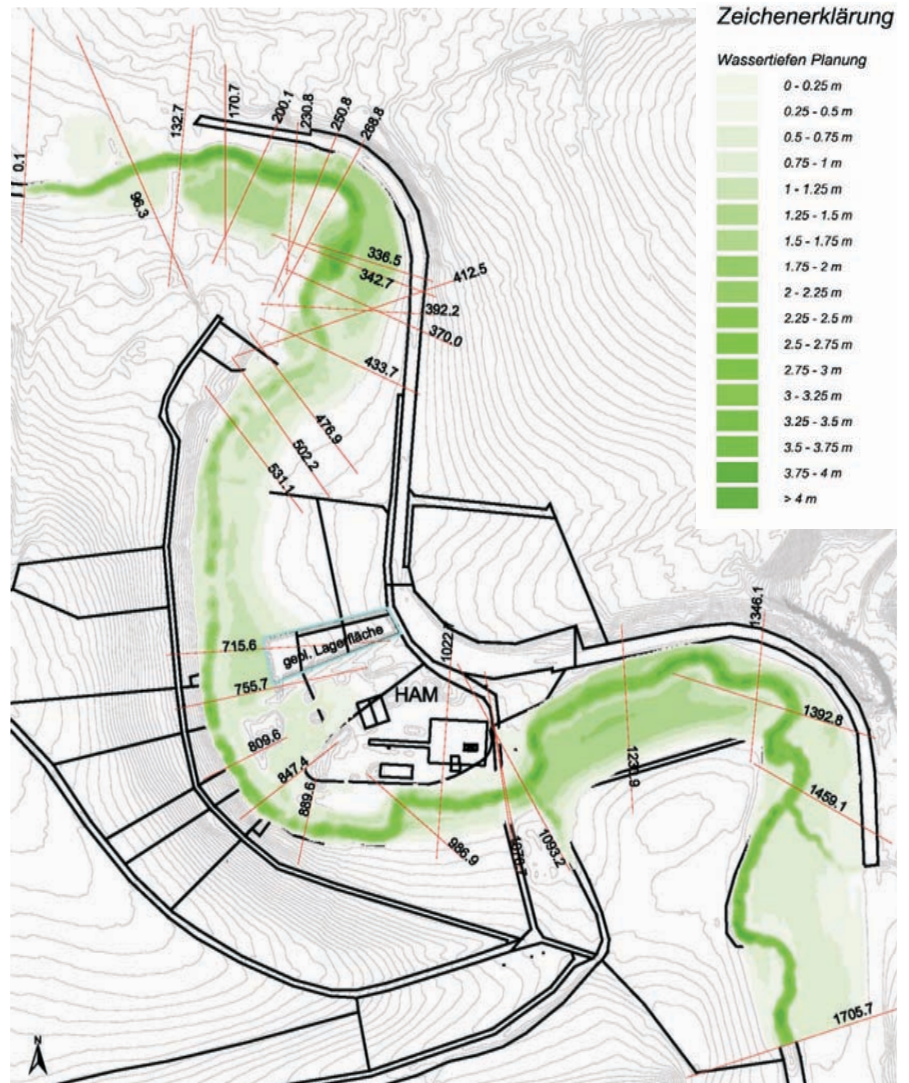 Zeichenerklärung
Wassertiefen Planung
0 - 0.25 m
0.25 - 0.5 m
0.5 - 0.75 m
0.75 - 1 m
1 - 1.25 m
1.25 - 1.5 m
1.5 - 1.75 m
1.75 - 2 m
2 - 2.25 m
2.25 - 2.5 m
2.5 - 2.75 m
2.75 - 3 m
3 - 3.25 m
3.25 - 3.5 m
3.5 - 3.75 m
3.75 - 4 m
> 4 m
0.1
96.3
132.7
170.7
200.1
230.8
250.8
268.8
336.5
342.7
412.5
392.2
370.0
433.7
476.9
502.2
531.1
715.6
gepl. Lagerfläche
755.7
HAM
1022
1346.1
1392.8
809.6
847.4
889.6
986.9
1093.2
1230.9
1459.1
1705.7
N